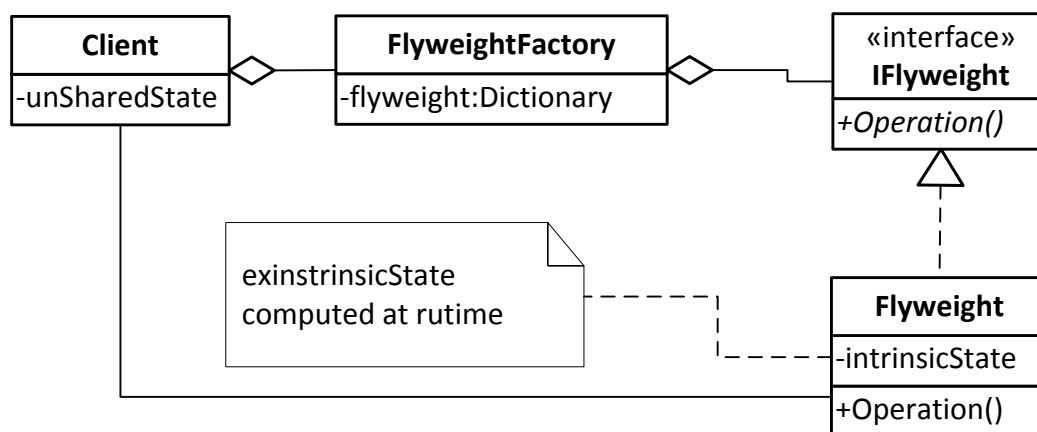 Client
-unSharedState
FlyweightFactory
-flyweight:Dictionary
«interface»
IFlyweight
+Operation()
exinstrinsicState
computed at rutime
Flyweight
-intrinsicState
+Operation()